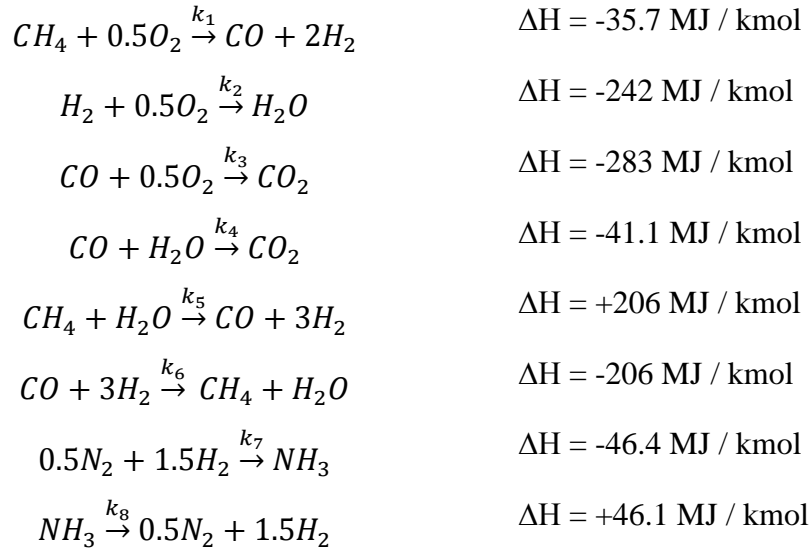 CH₄ + 0.5O₂ →k₁ CO + 2H₂ ΔH = -35.7 MJ / kmol
H₂ + 0.5O₂ →k₂ H₂O ΔH = -242 MJ / kmol
CO + 0.5O₂ →k₃ CO₂ ΔH = -283 MJ / kmol
CO + H₂O →k₄ CO₂ ΔH = -41.1 MJ / kmol
CH₄ + H₂O →k₅ CO + 3H₂ ΔH = +206 MJ / kmol
CO + 3H₂ →k₆ CH₄ + H₂O ΔH = -206 MJ / kmol
0.5N₂ + 1.5H₂ →k₇ NH₃ ΔH = -46.4 MJ / kmol
NH₃ →k₈ 0.5N₂ + 1.5H₂ ΔH = +46.1 MJ / kmol